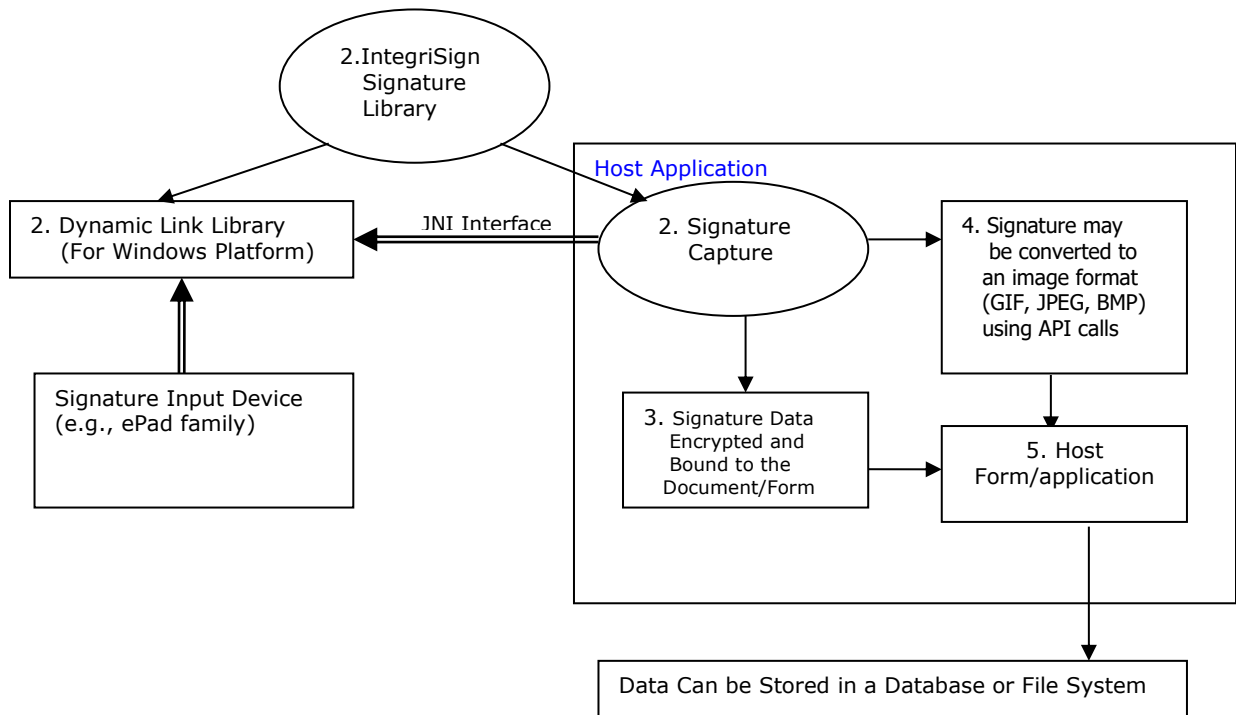 2.IntegriSign
Signature
Library
Host Application
2. Dynamic Link Library
(For Windows Platform)
JNI Interface
2. Signature
Capture
4. Signature may
be converted to
an image format
(GIF, JPEG, BMP)
using API calls
Signature Input Device
(e.g., ePad family)
3. Signature Data
Encrypted and
Bound to the
Document/Form
5. Host
Form/application
Data Can be Stored in a Database or File System